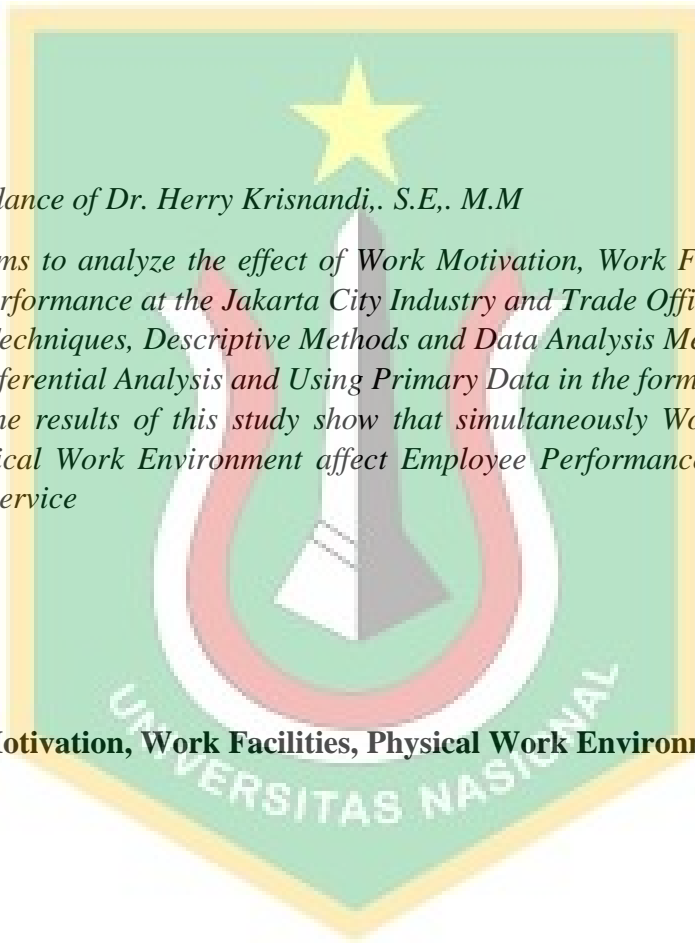 dance of Dr. Herry Krisnandi,. S.E,. M.M
ms to analyze the effect of Work Motivation, Work F
rformance at the Jakarta City Industry and Trade Offi
echniques, Descriptive Methods and Data Analysis Me
ferential Analysis and Using Primary Data in the form
ne results of this study show that simultaneously Wo
ical Work Environment affect Employee Performance
ervice
Motivation, Work Facilities, Physical Work Environn
UNIVERSITAS NASIONAL